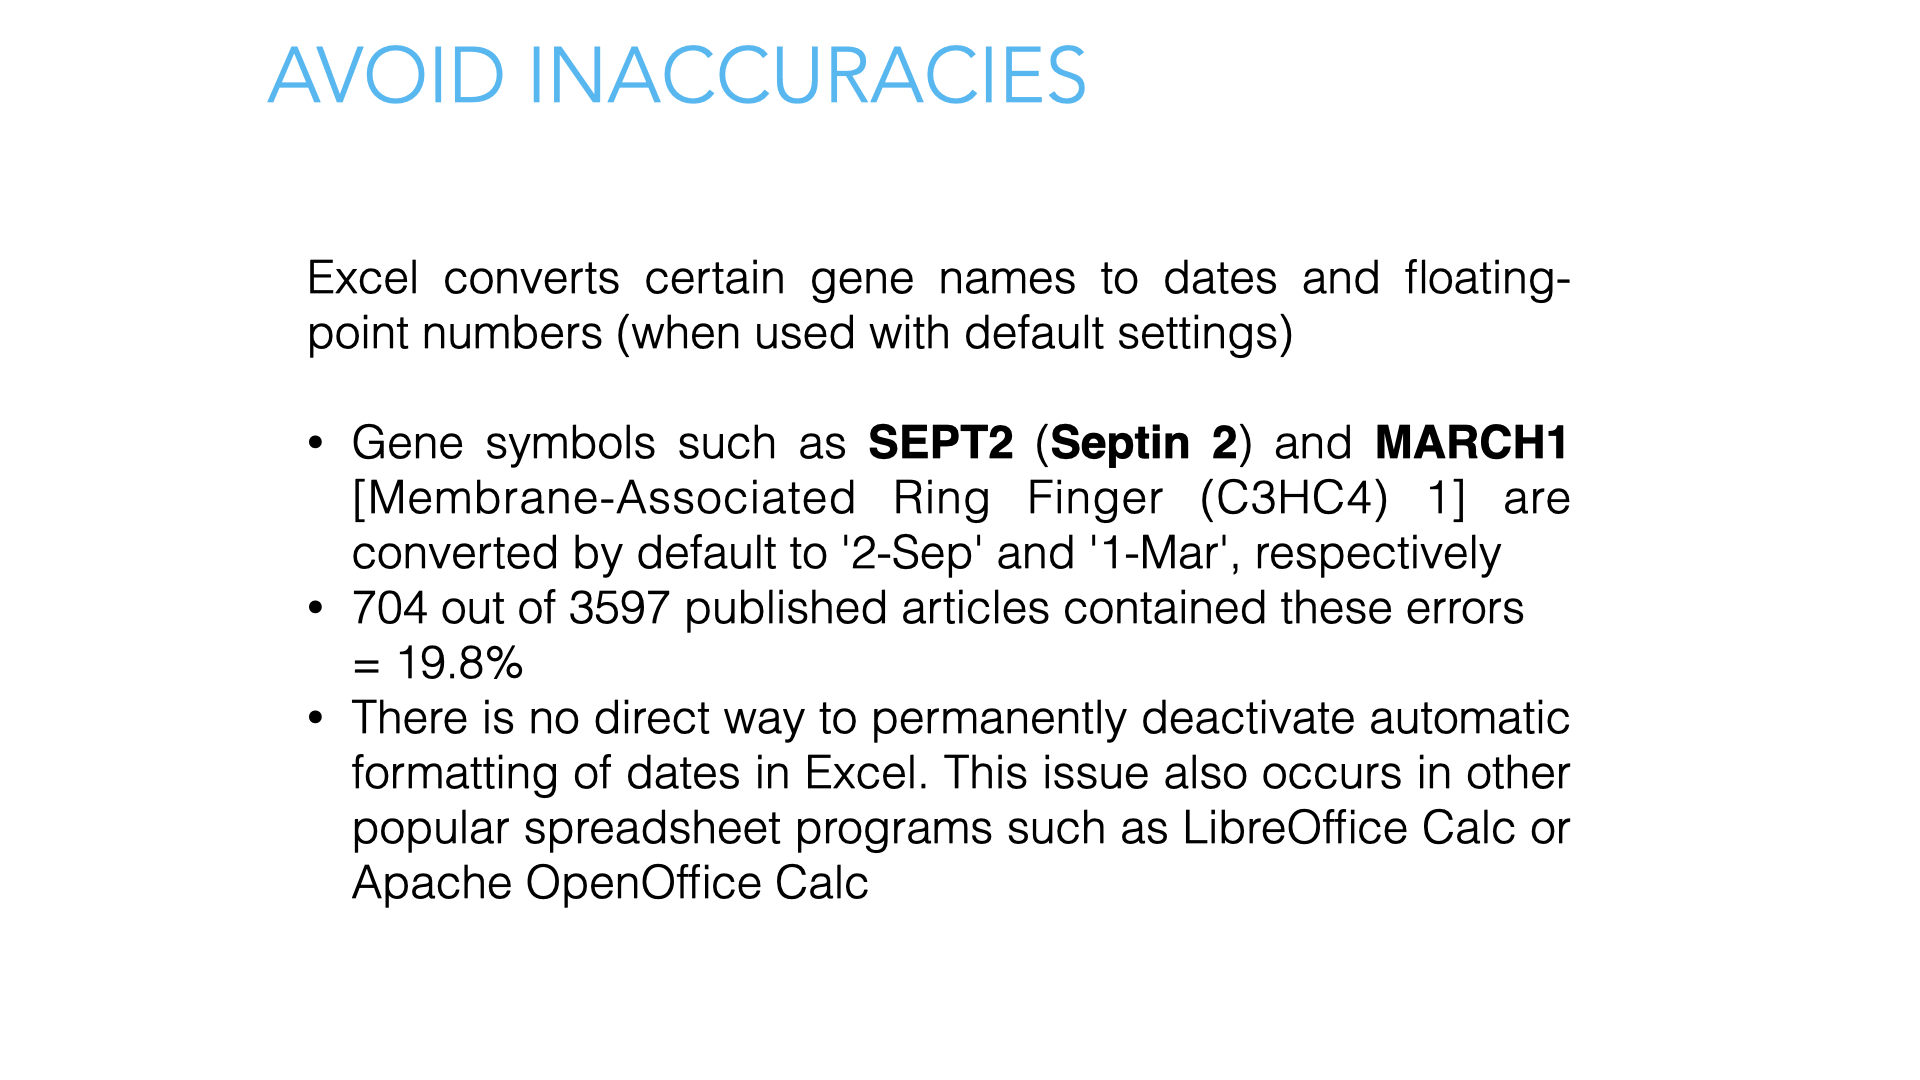 AVOID INACCURACIES
Excel converts certain gene names to dates and floating-
point numbers (when used with default settings)
• Gene symbols such as SEPT2 (Septin 2) and MARCH1
[Membrane-Associated Ring Finger (C3HC4) 1] are
converted by default to '2-Sep' and '1-Mar', respectively
• 704 out of 3597 published articles contained these errors
= 19.8%
• There is no direct way to permanently deactivate automatic
formatting of dates in Excel. This issue also occurs in other
popular spreadsheet programs such as LibreOffice Calc or
Apache OpenOffice Calc